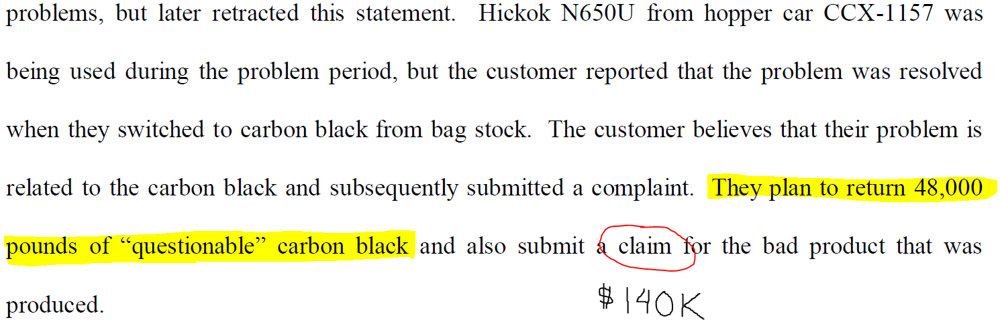 problems, but later retracted this statement. Hickok N650U from hopper car CCX-1157 was
being used during the problem period, but the customer reported that the problem was resolved
when they switched to carbon black from bag stock. The customer believes that their problem is
related to the carbon black and subsequently submitted a complaint. They plan to return 48,000
pounds of “questionable” carbon black and also submit a claim for the bad product that was
produced.
$140K